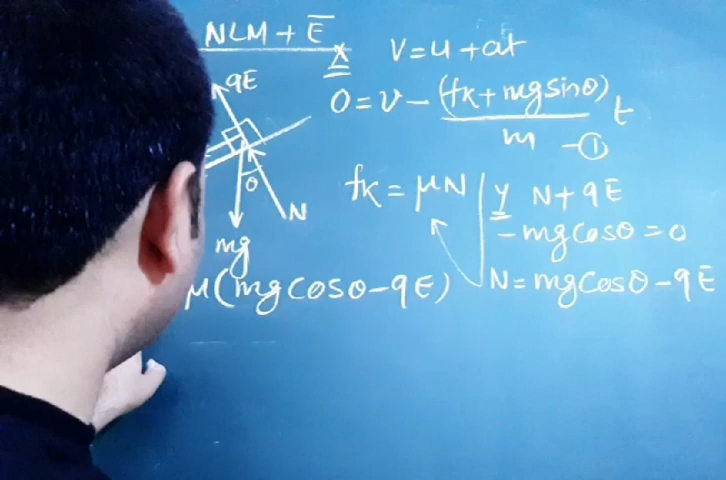 NLM + E
x
V = u + at
qE
0 = v - (fk + mg sinθ) t
m
-①
fk = μN
y N + qE
θ
N
- mg cosθ = 0
mg
μ(mg cosθ - qE)
N = mg cosθ - qE